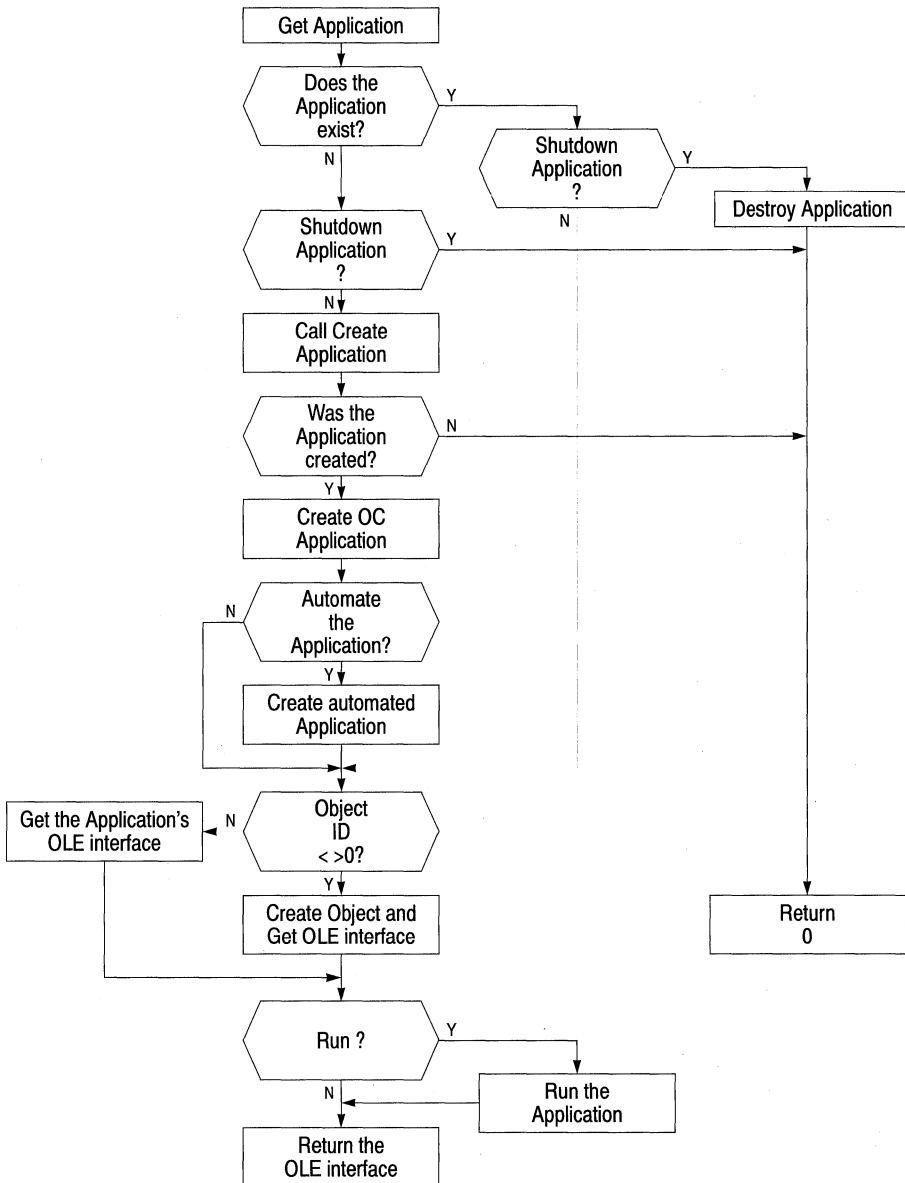 Get Application
Does the
Application
exist?
Y
N
Shutdown
Application
?
Y
N
Destroy Application
Shutdown
Application
?
Y
N
Call Create
Application
Was the
Application
created?
N
Y
Create OC
Application
Automate
the
Application?
N
Y
Create automated
Application
Object
ID
< >0?
N
Y
Get the Application's
OLE interface
Create Object and
Get OLE interface
Return
0
Run ?
Y
N
Run the
Application
Return the
OLE interface